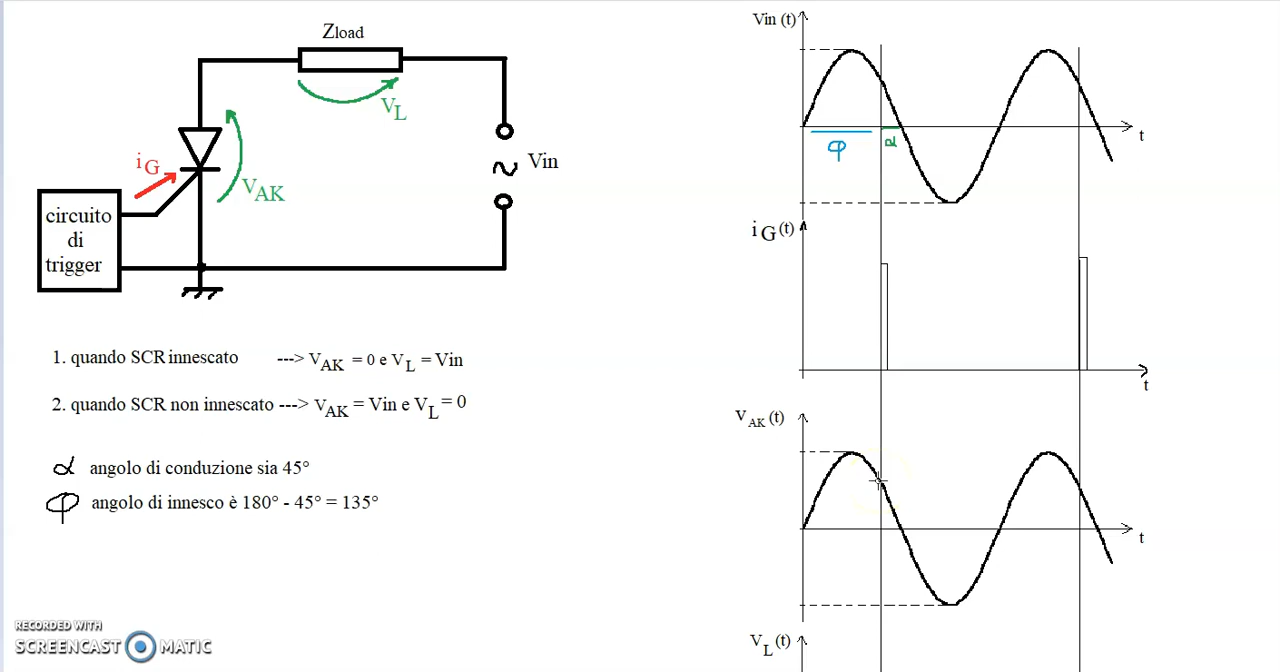 Zload
VL
iG
VAK
Vin
circuito
di
trigger
1. quando SCR innescato ---> VAK = 0 e VL = Vin
2. quando SCR non innescato ---> VAK = Vin e VL = 0
α angolo di conduzione sia 45°
φ angolo di innesco è 180° - 45° = 135°
Vin (t)
t
φ
α
iG(t)
t
VAK (t)
t
VL (t)
RECORDED WITH
SCREENCAST MATIC